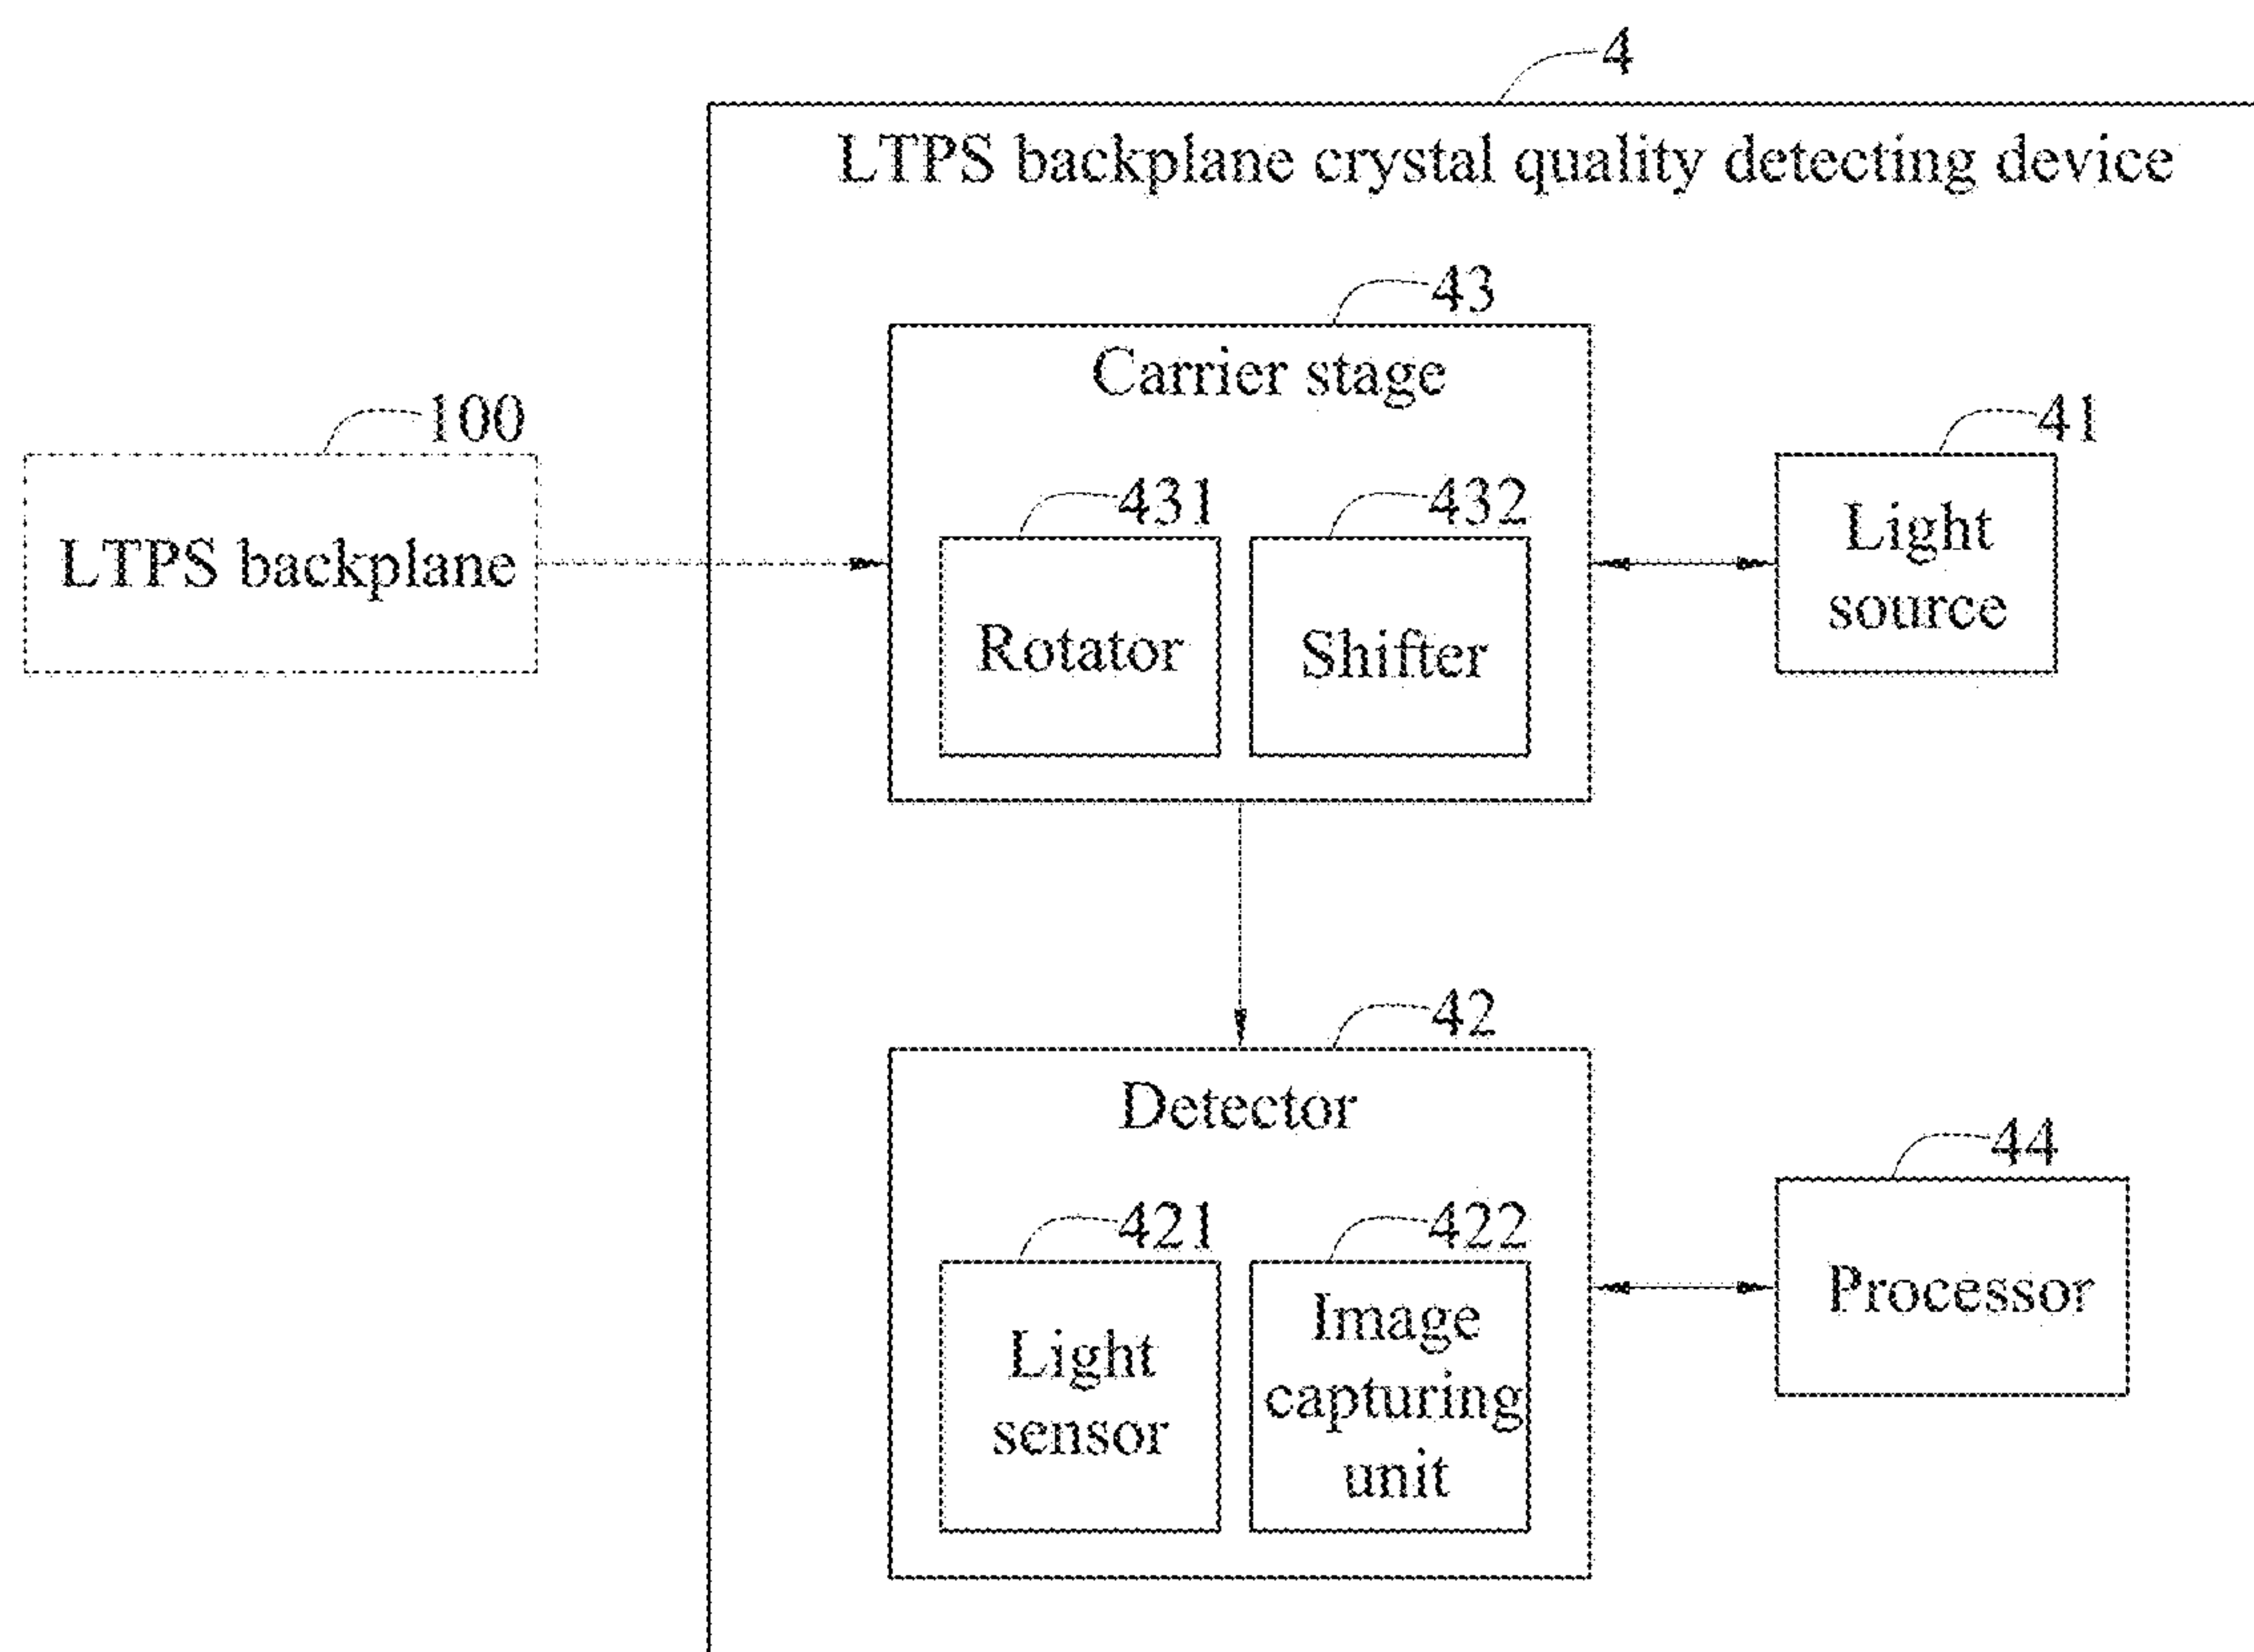 4
LTPS backplane crystal quality detecting device
43
Carrier stage
100
LTPS backplane
41
Light
source
431
Rotator
432
Shifter
42
Detector
44
Processor
421
Light
sensor
422
Image
capturing
unit